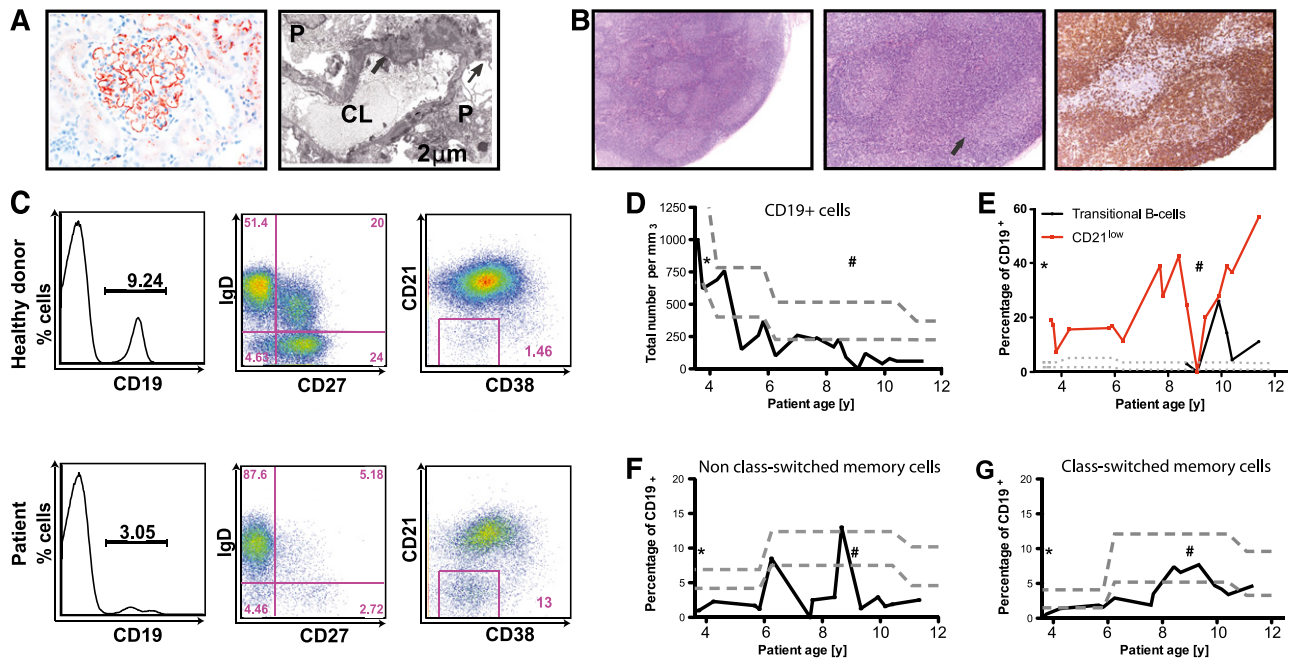 A
P
CL
P
2µm
B
C
Healthy donor
% cells
9.24
CD19
IgD
51.4
20
4.63
24
CD27
CD21
1.46
CD38
Patient
% cells
3.05
CD19
IgD
87.6
5.18
4.46
2.72
CD27
CD21
13
CD38
D
CD19+ cells
Total number per mm 3
1250
1000
750
500
250
0
*
#
4 6 8 10 12
Patient age [y]
E
Transitional B-cells
CD21low
Percentage of CD19 +
60
40
20
0
*
#
4 6 8 10 12
Patient age [y]
F
Non class-switched memory cells
Percentage of CD19 +
20
15
10
5
0
*
#
4 6 8 10 12
Patient age [y]
G
Class-switched memory cells
Percentage of CD19 +
20
15
10
5
0
*
#
4 6 8 10 12
Patient age [y]